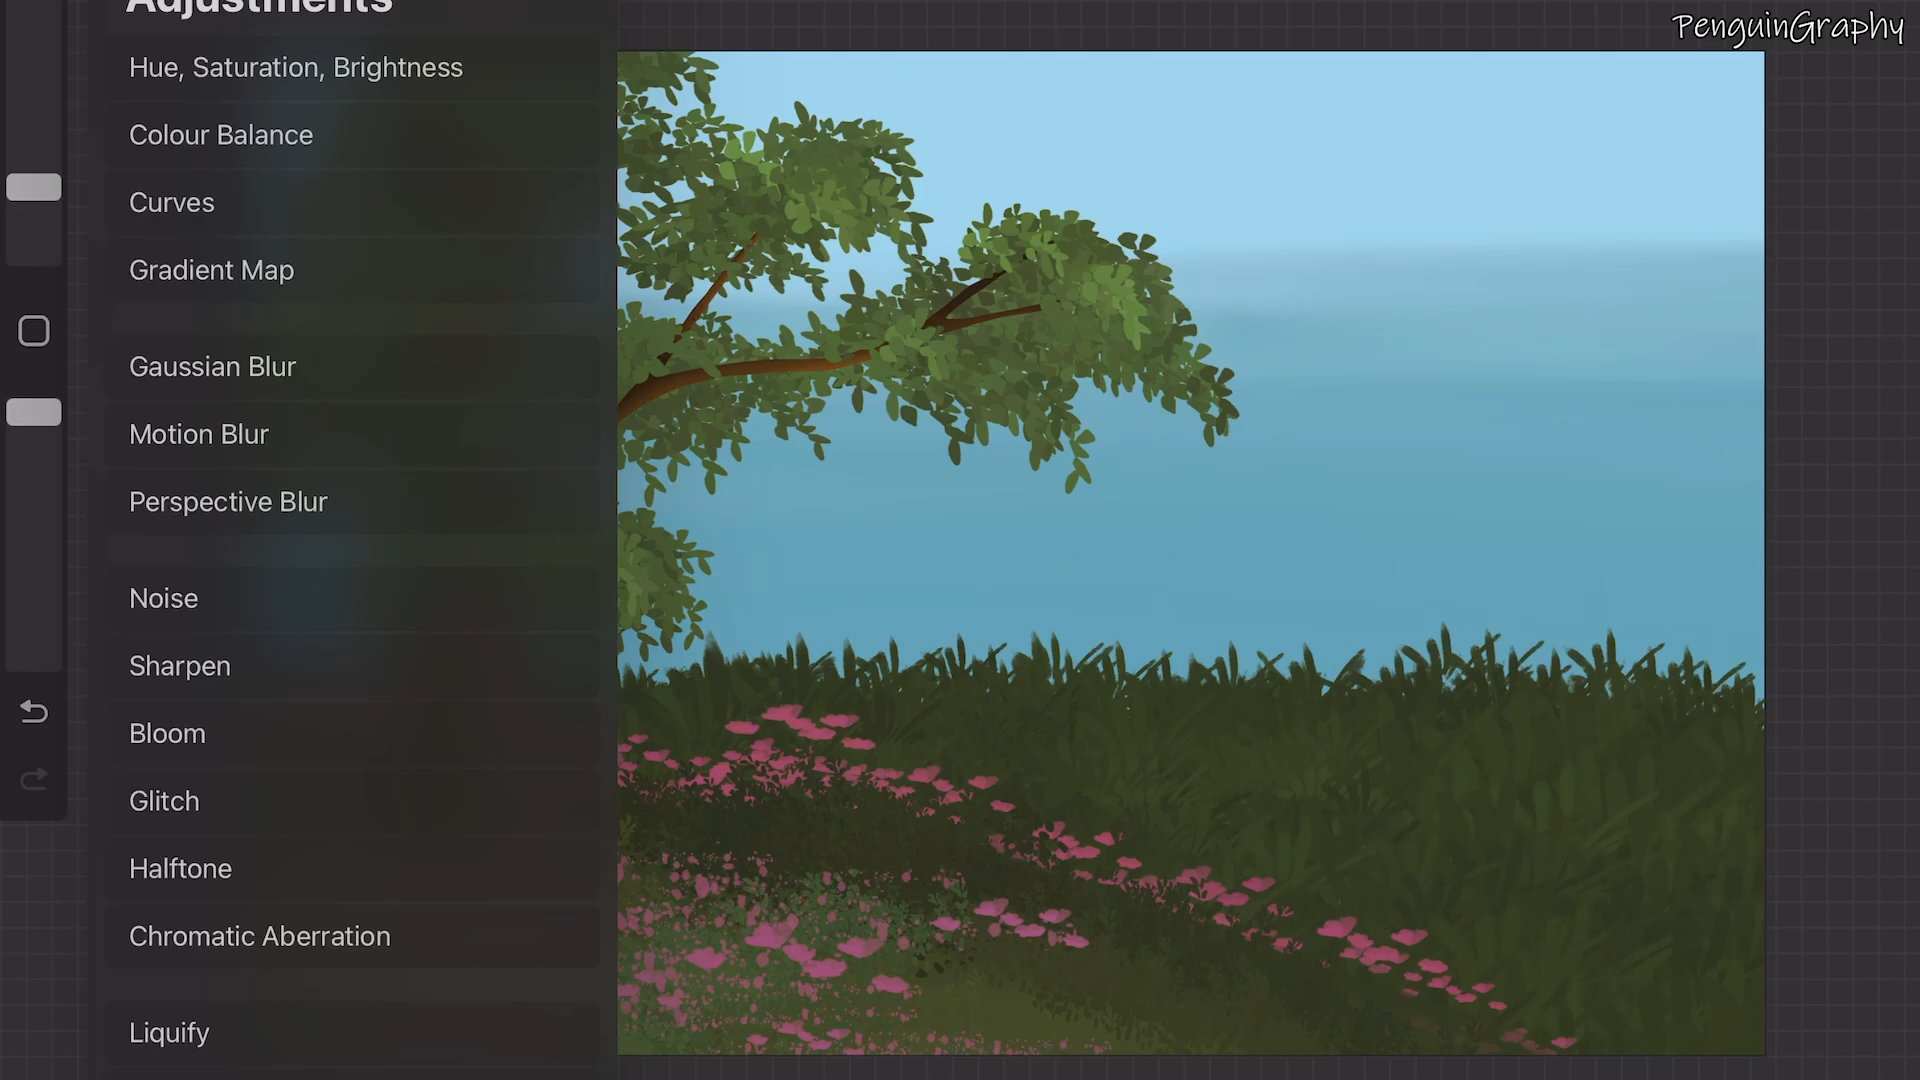 Adjustments
PenguinGraphy
Hue, Saturation, Brightness
Colour Balance
Curves
Gradient Map
Gaussian Blur
Motion Blur
Perspective Blur
Noise
Sharpen
Bloom
Glitch
Halftone
Chromatic Aberration
Liquify